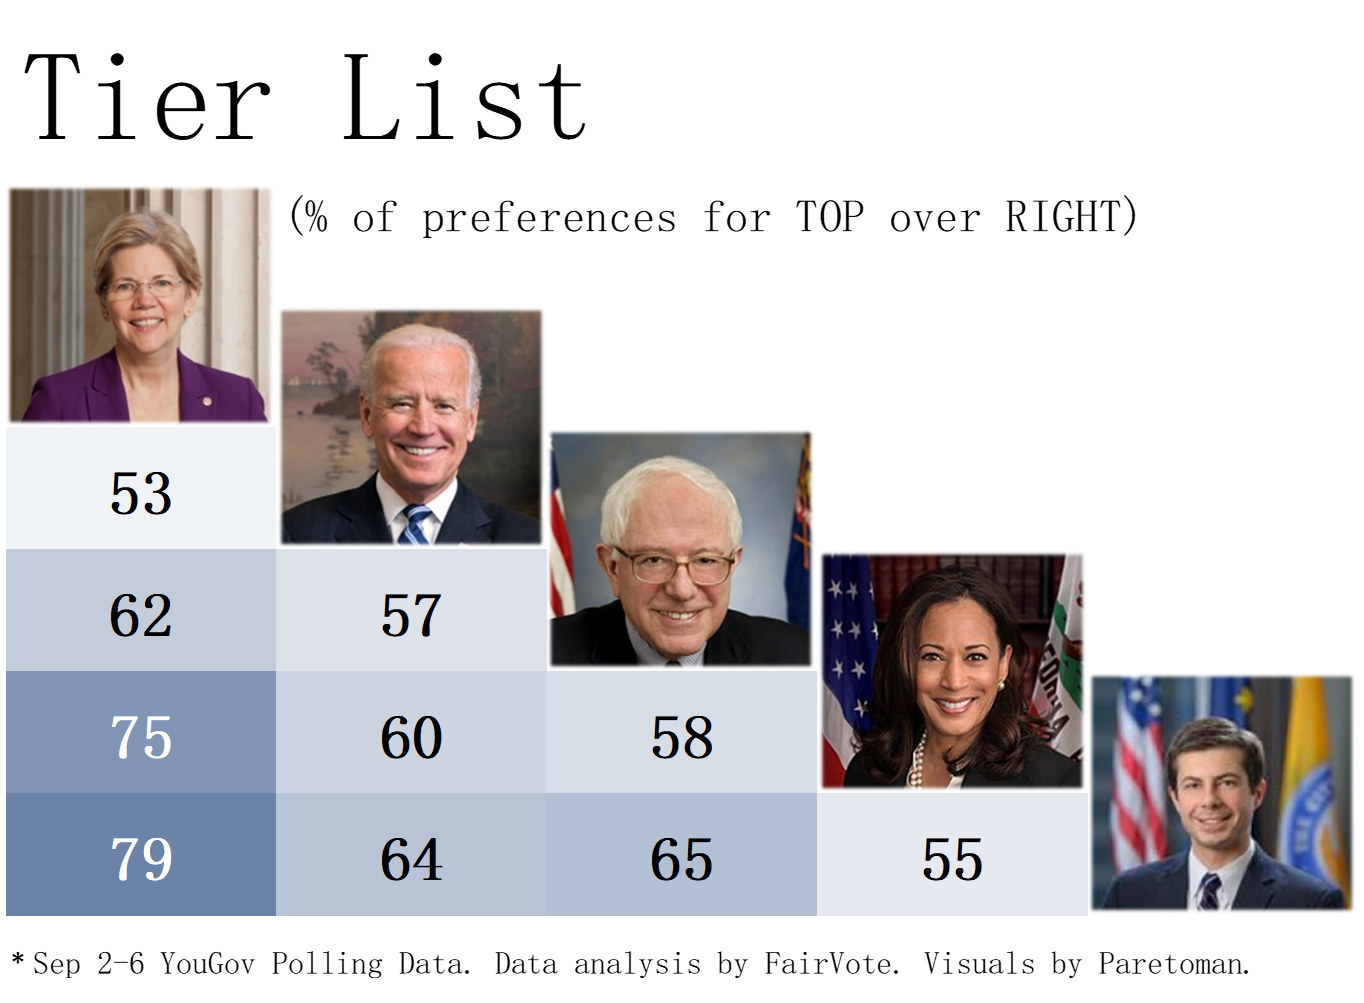 Tier List
(% of preferences for TOP over RIGHT)
53
62 57
75 60 58
79 64 65 55
* Sep 2-6 YouGov Polling Data. Data analysis by FairVote. Visuals by Paretoman.